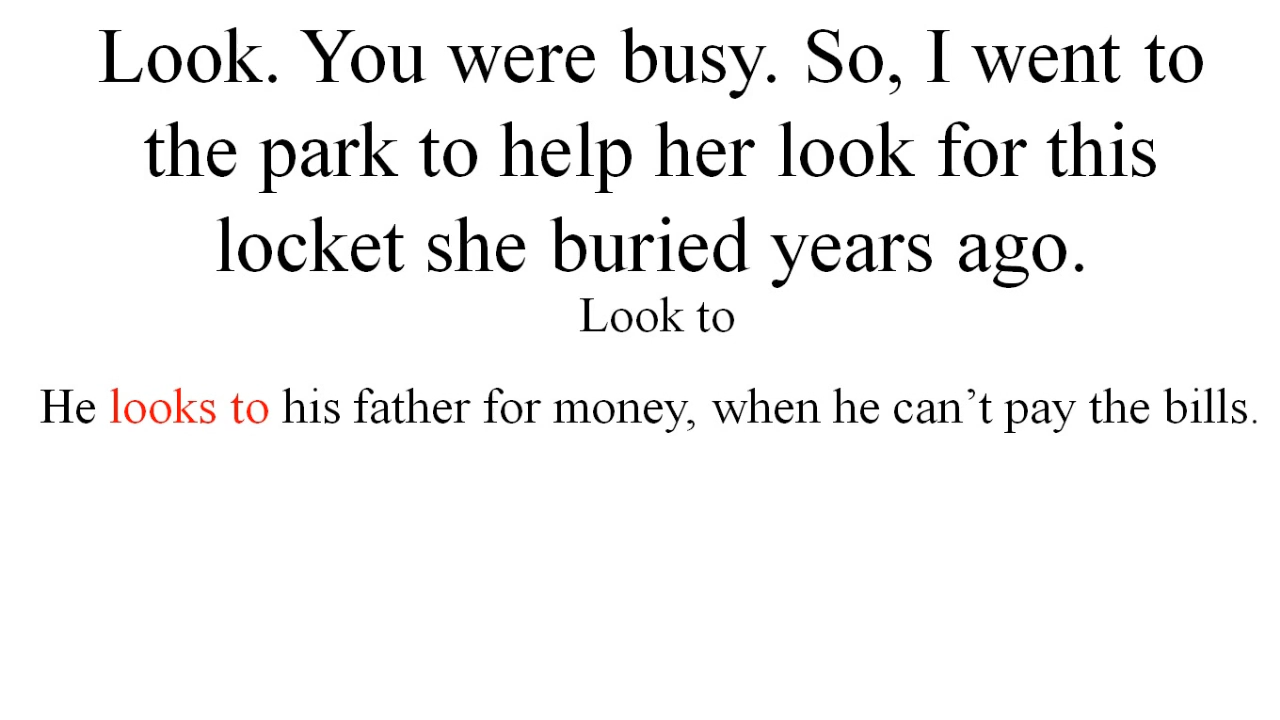 Look. You were busy. So, I went to
the park to help her look for this
locket she buried years ago.
Look to
He looks to his father for money, when he can’t pay the bills.